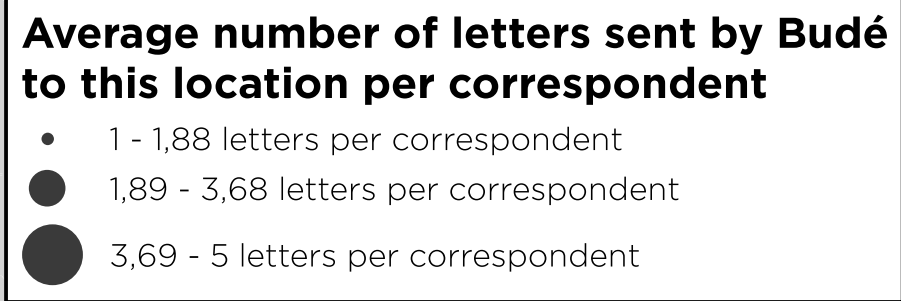 Average number of letters sent by Budé
to this location per correspondent
1 - 1,88 letters per correspondent
1,89 - 3,68 letters per correspondent
3,69 - 5 letters per correspondent